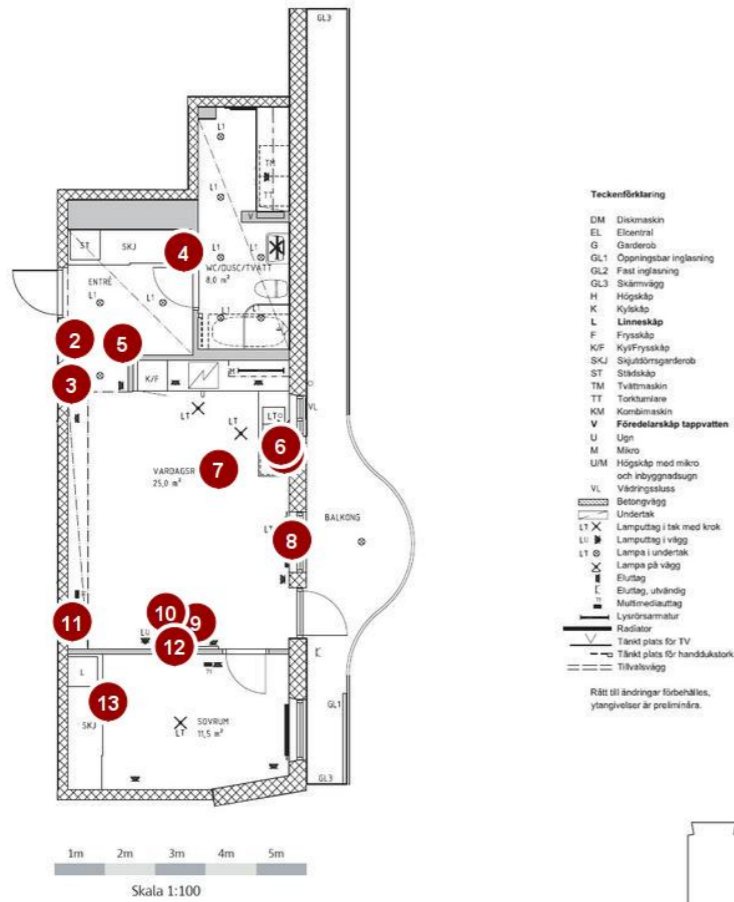 GL3
L1
TM
L1
TT
V
ST
SKJ
4
L1
L1
WC/DUSC/TVÄTT
8,0 m²
ENTRÉ
L1
L1
L1
L1
2
5
3
K/F
U
VL
LT
LT
LT
6
7
VARDAGSR
25,0 m²
LT
8
BALKONG
11
10
9
LU
12
L
TI
13
SKJ
SOVRUM
11,5 m²
LT
GL1
GL3
1m 2m 3m 4m 5m
Skala 1:100
Teckenförklaring
DM Diskmaskin
EL Elcentral
G Garderob
GL1 Öppningsbar inglasning
GL2 Fast inglasning
GL3 Skärmvägg
H Högskåp
K Kylskåp
L Linneskåp
F Frysskåp
K/F Kyl/Frysskåp
SKJ Skjutdörrsgarderob
ST Städskåp
TM Tvättmaskin
TT Torktumlare
KM Kombimaskin
V Fördelarskåp tappvatten
U Ugn
M Mikro
U/M Högskåp med mikro
och inbyggnadsugn
VL Vädringssluss
Betongvägg
Undertak
LT Lamputtag i tak med krok
LU Lamputtag i vägg
LT Lampa i undertak
Lampa på vägg
Eluttag
Eluttag, utvändig
Multimediauttag
Lysrörsarmatur
Radiator
Tänkt plats för TV
Tänkt plats för handdukstork
Tillvalsvägg
Rätt till ändringar förbehålles,
ytangivelser är preliminära.